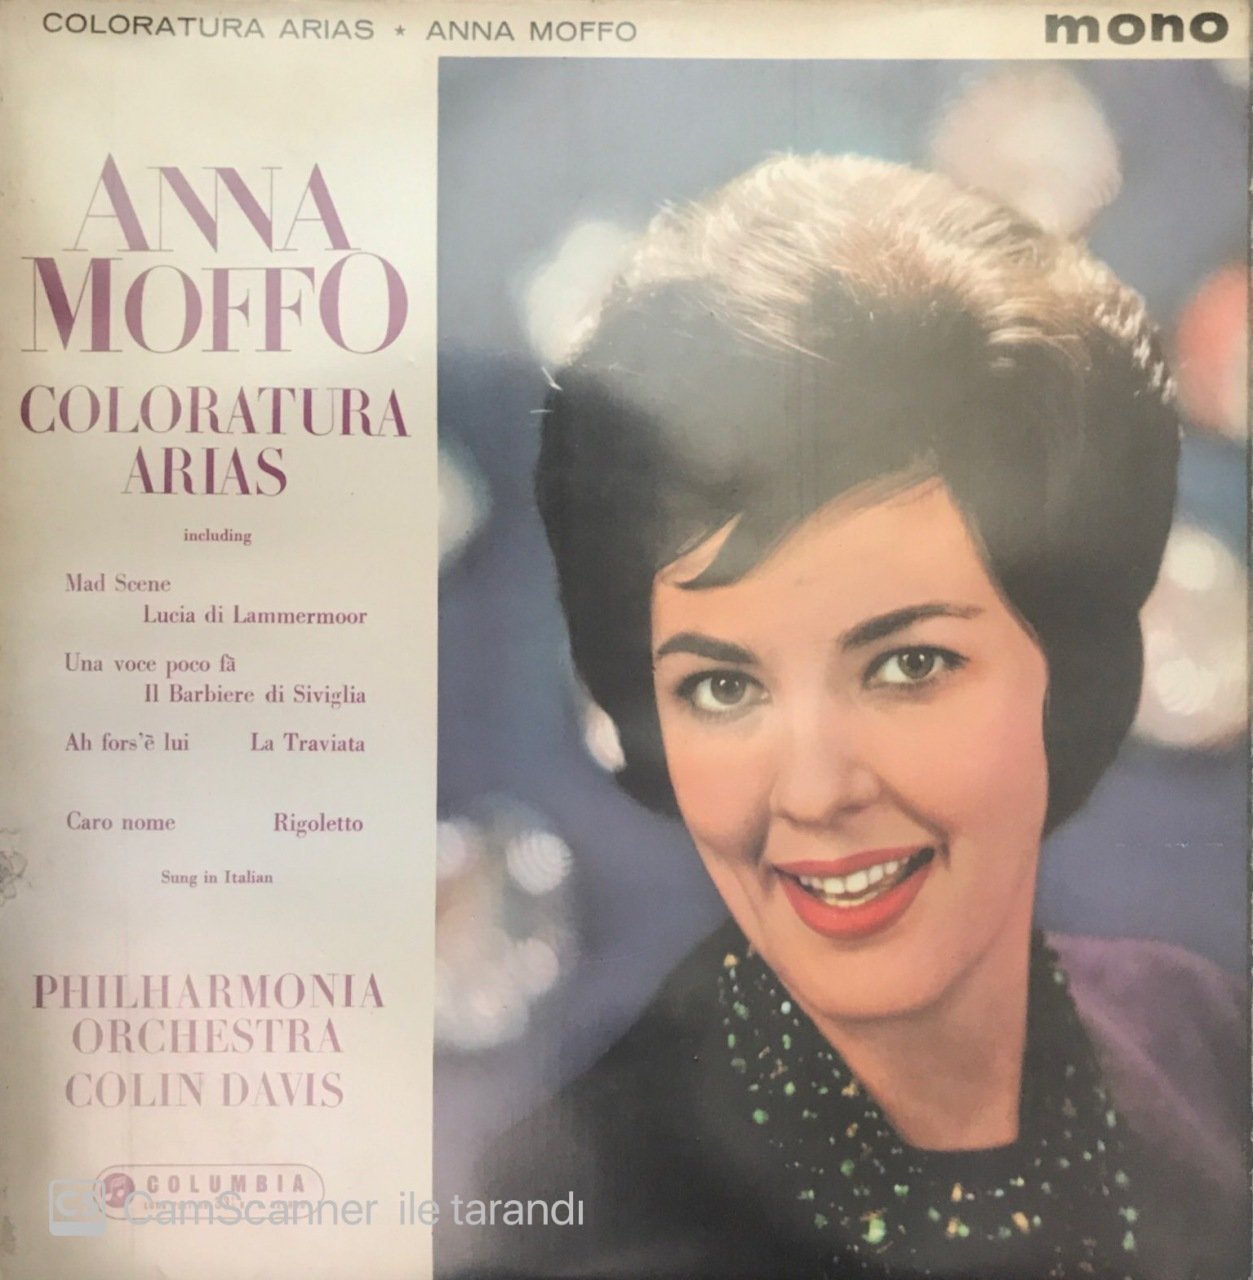 COLORATURA ARIAS ★ ANNA MOFFO
mono
ANNA
MOFFO
COLORATURA
ARIAS
including
Mad Scene
Lucia di Lammermoor
Una voce poco fà
Il Barbiere di Siviglia
Ah fors'è lui La Traviata
Caro nome Rigoletto
Sung in Italian
PHILHARMONIA
ORCHESTRA
COLIN DAVIS
COLUMBIA
CS CamScanner ile tarandı